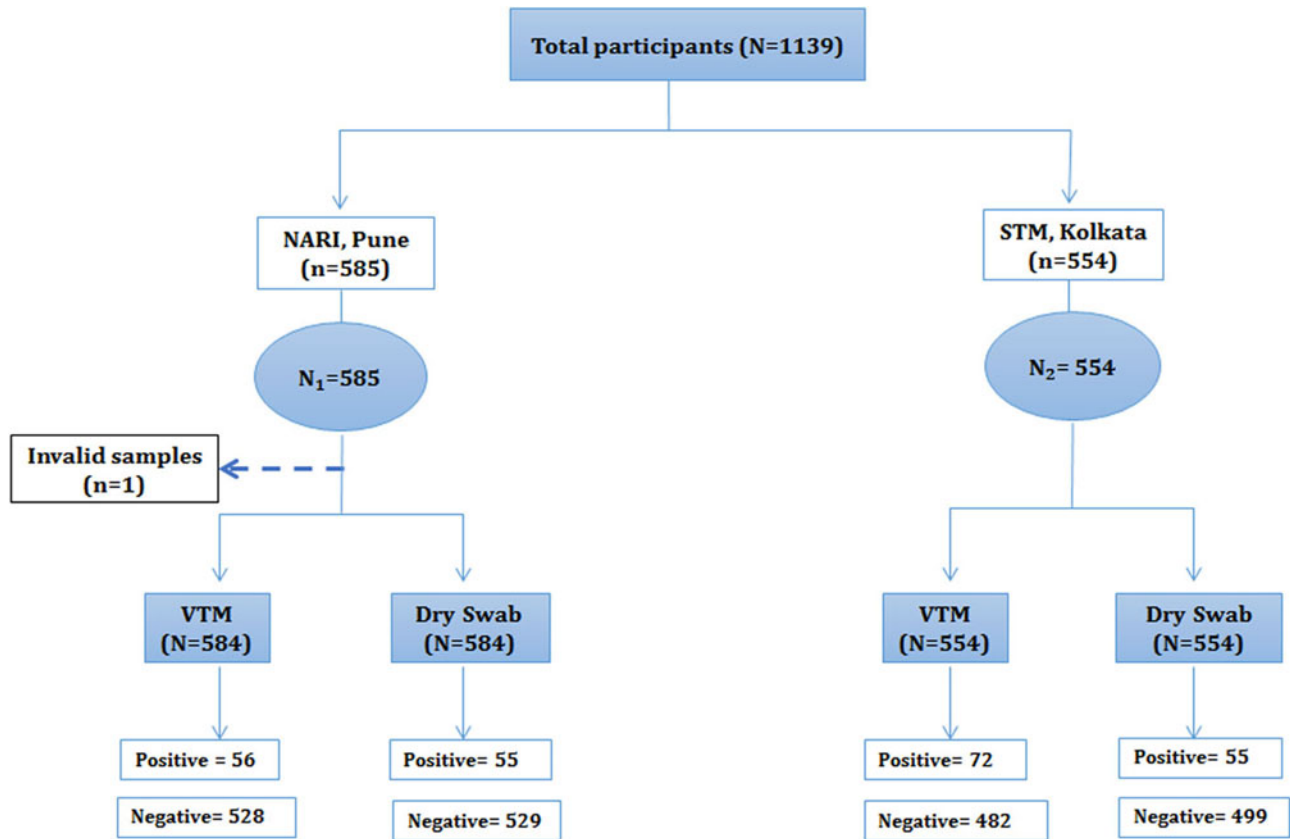 Total participants (N=1139)
NARI, Pune
(n=585)
STM, Kolkata
(n=554)
N₁=585
N₂= 554
Invalid samples
(n=1)
VTM
(N=584)
Dry Swab
(N=584)
VTM
(N=554)
Dry Swab
(N=554)
Positive = 56
Positive= 55
Positive= 72
Positive= 55
Negative= 528
Negative= 529
Negative= 482
Negative= 499